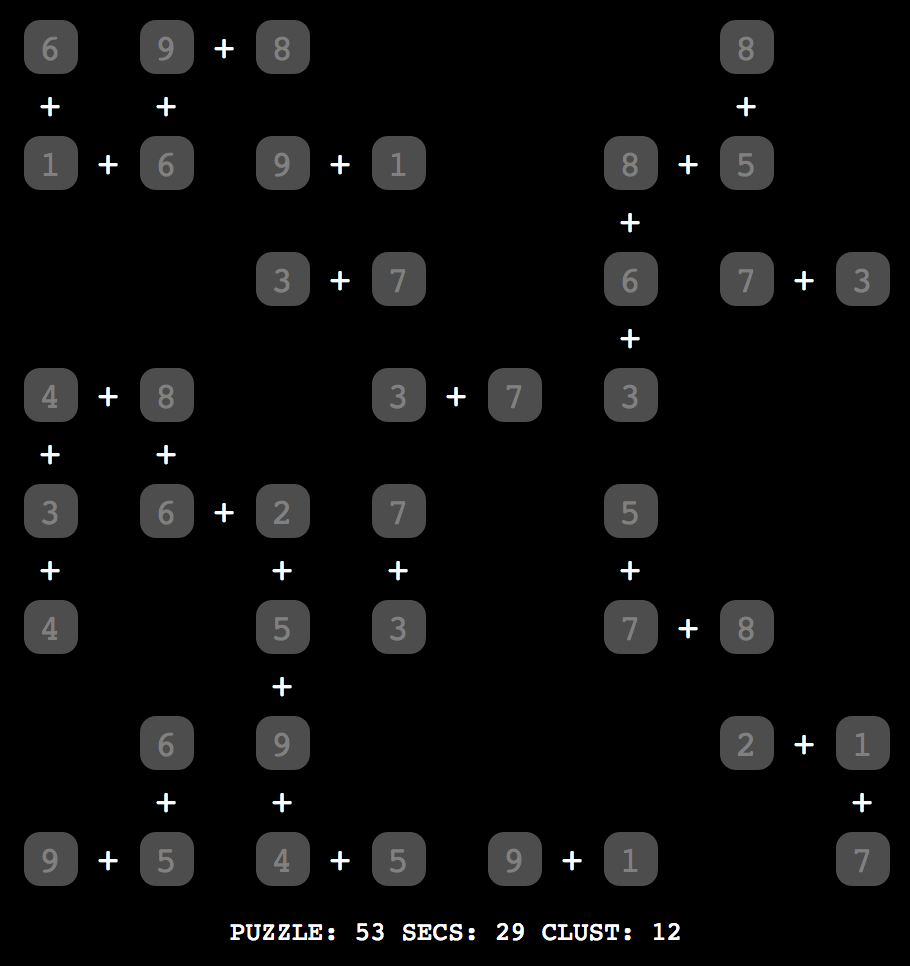 6 9 + 8 8
+ + +
1 + 6 9 + 1 8 + 5
+
3 + 7 6 7 + 3
+
4 + 8 3 + 7 3
+ +
3 6 + 2 7 5
+ + + +
4 5 3 7 + 8
+
6 9 2 + 1
+ + +
9 + 5 4 + 5 9 + 1 7
PUZZLE: 53 SECS: 29 CLUST: 12